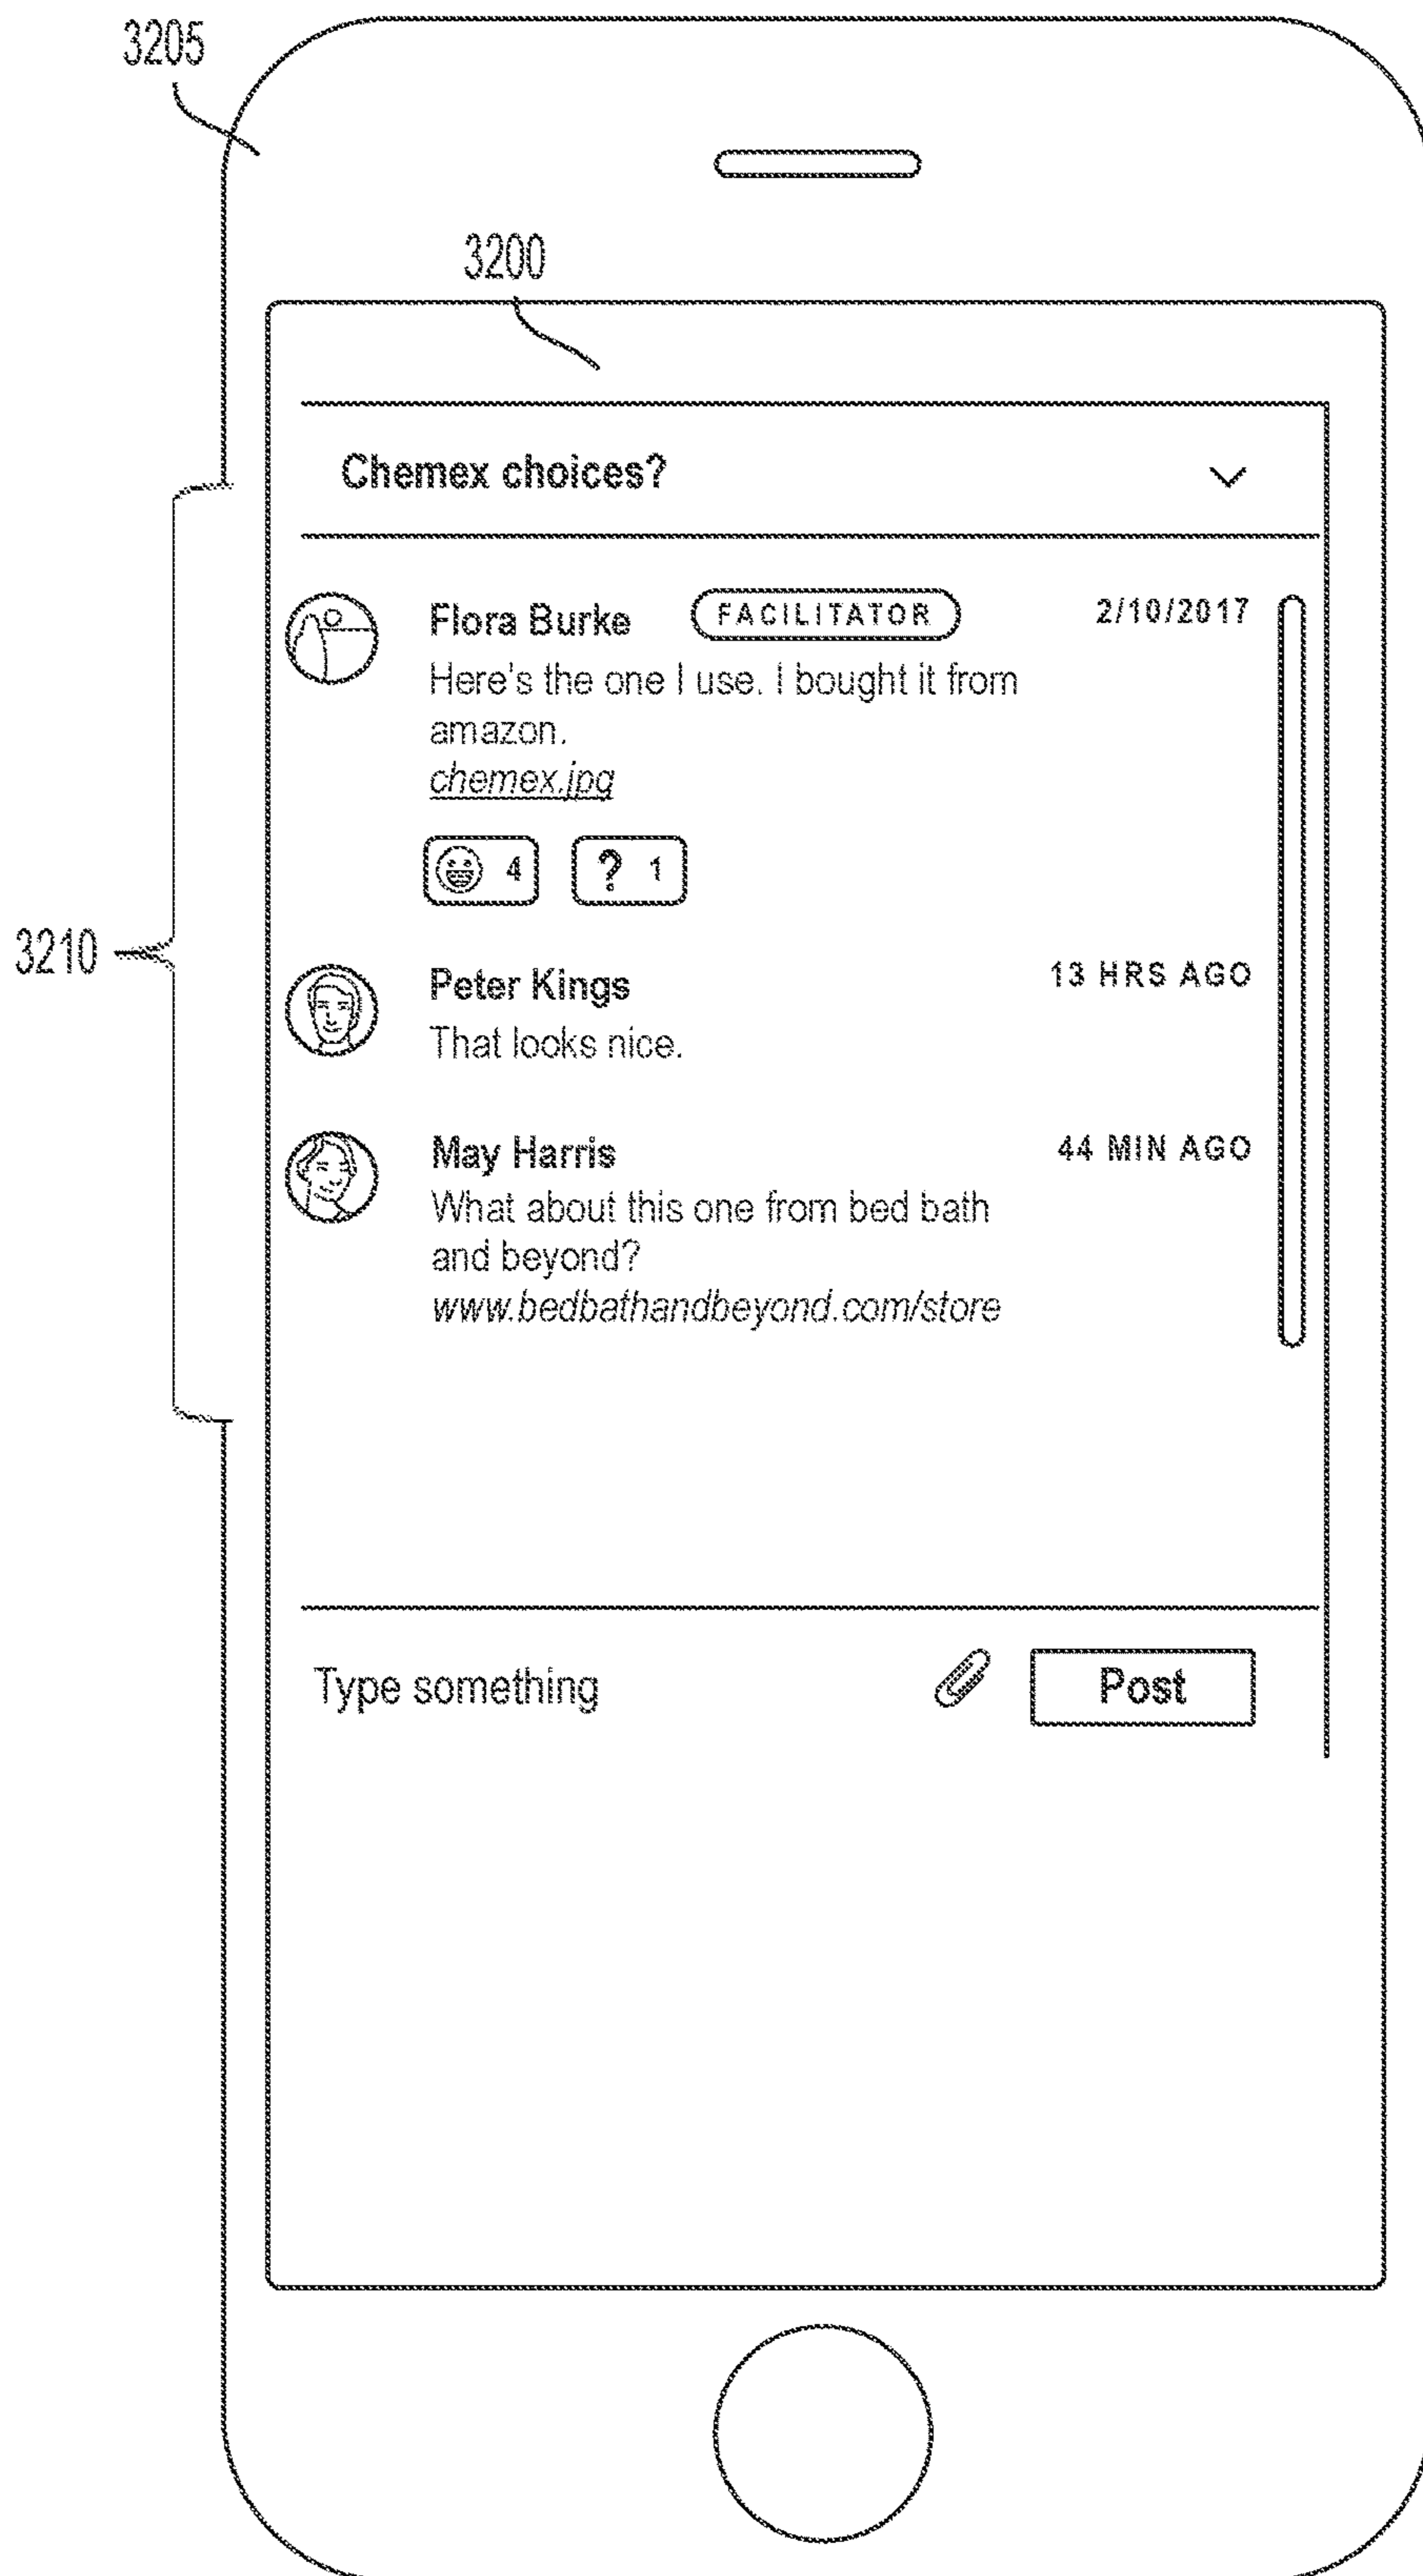 3205
3200
Chemex choices?
Flora Burke FACILITATOR 2/10/2017
Here's the one I use. I bought it from
amazon.
chemex.jpg
4 ? 1
3210
Peter Kings 13 HRS AGO
That looks nice.
May Harris 44 MIN AGO
What about this one from bed bath
and beyond?
www.bedbathandbeyond.com/store
Type something Post